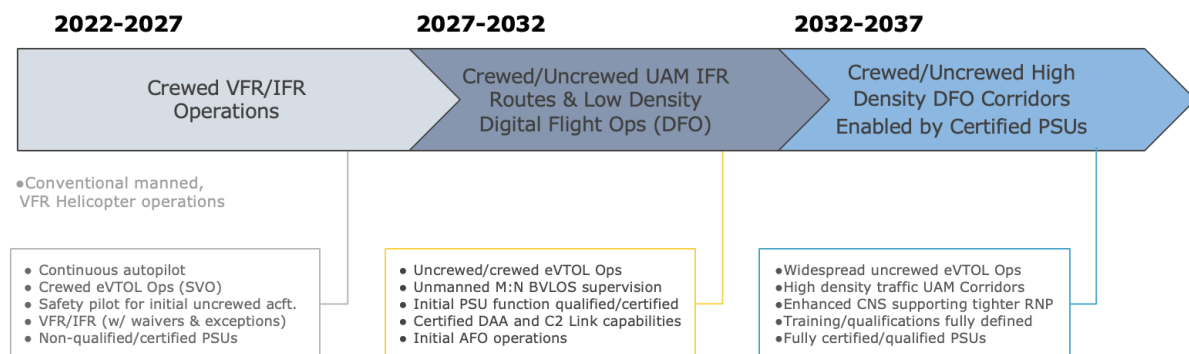 2022-2027
2027-2032
2032-2037
Crewed VFR/IFR
Operations
Crewed/Uncrewed UAM IFR
Routes & Low Density
Digital Flight Ops (DFO)
Crewed/Uncrewed High
Density DFO Corridors
Enabled by Certified PSUs
●Conventional manned,
VFR Helicopter operations
● Continuous autopilot
● Crewed eVTOL Ops (SVO)
● Safety pilot for initial uncrewed acft.
● VFR/IFR (w/ waivers & exceptions)
● Non-qualified/certified PSUs
● Uncrewed/crewed eVTOL Ops
● Unmanned M:N BVLOS supervision
● Initial PSU function qualified/certified
● Certified DAA and C2 Link capabilities
● Initial AFO operations
●Widespread uncrewed eVTOL Ops
●High density traffic UAM Corridors
●Enhanced CNS supporting tighter RNP
●Training/qualifications fully defined
●Fully certified/qualified PSUs